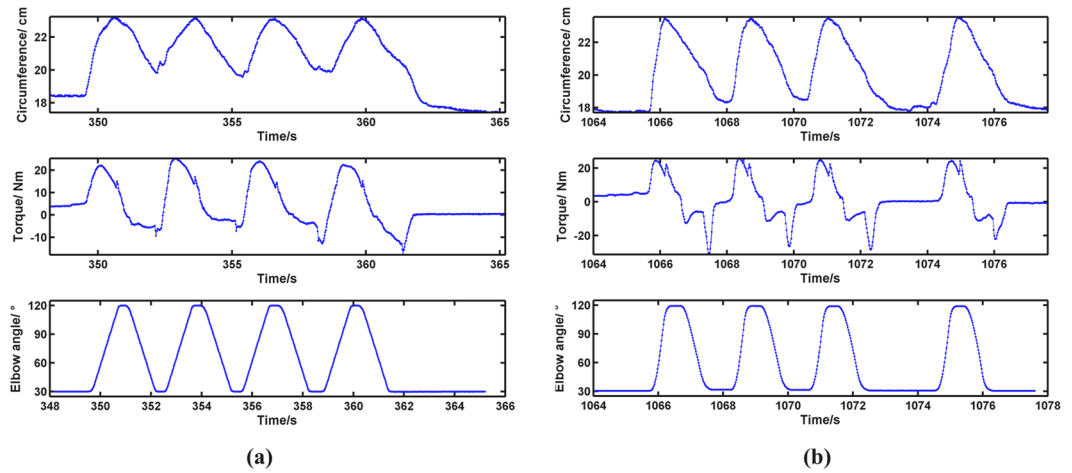 Circumference/ cm
22
20
18
350 355 360 365
Time/s
Torque/ Nm
20
10
0
-10
350 355 360 365
Time/s
Elbow angle/ °
120
90
60
30
348 350 352 354 356 358 360 362 364 366
Time/s
(a)
Circumference/ cm
22
20
18
1064 1066 1068 1070 1072 1074 1076
Time/s
Torque/ Nm
20
0
-20
1064 1066 1068 1070 1072 1074 1076
Time/s
Elbow angle/ °
120
90
60
30
1064 1066 1068 1070 1072 1074 1076 1078
Time/s
(b)